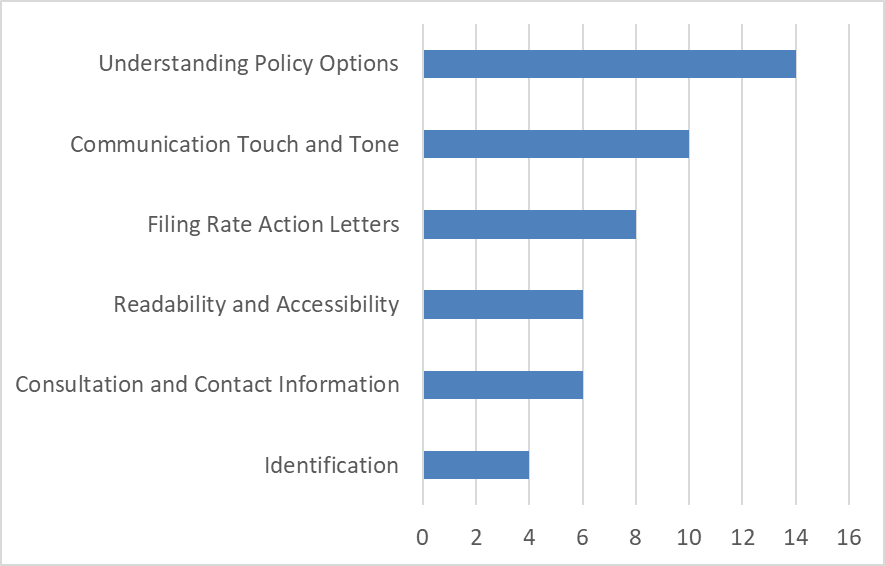 Understanding Policy Options
Communication Touch and Tone
Filing Rate Action Letters
Readability and Accessibility
Consultation and Contact Information
Identification
0 2 4 6 8 10 12 14 16